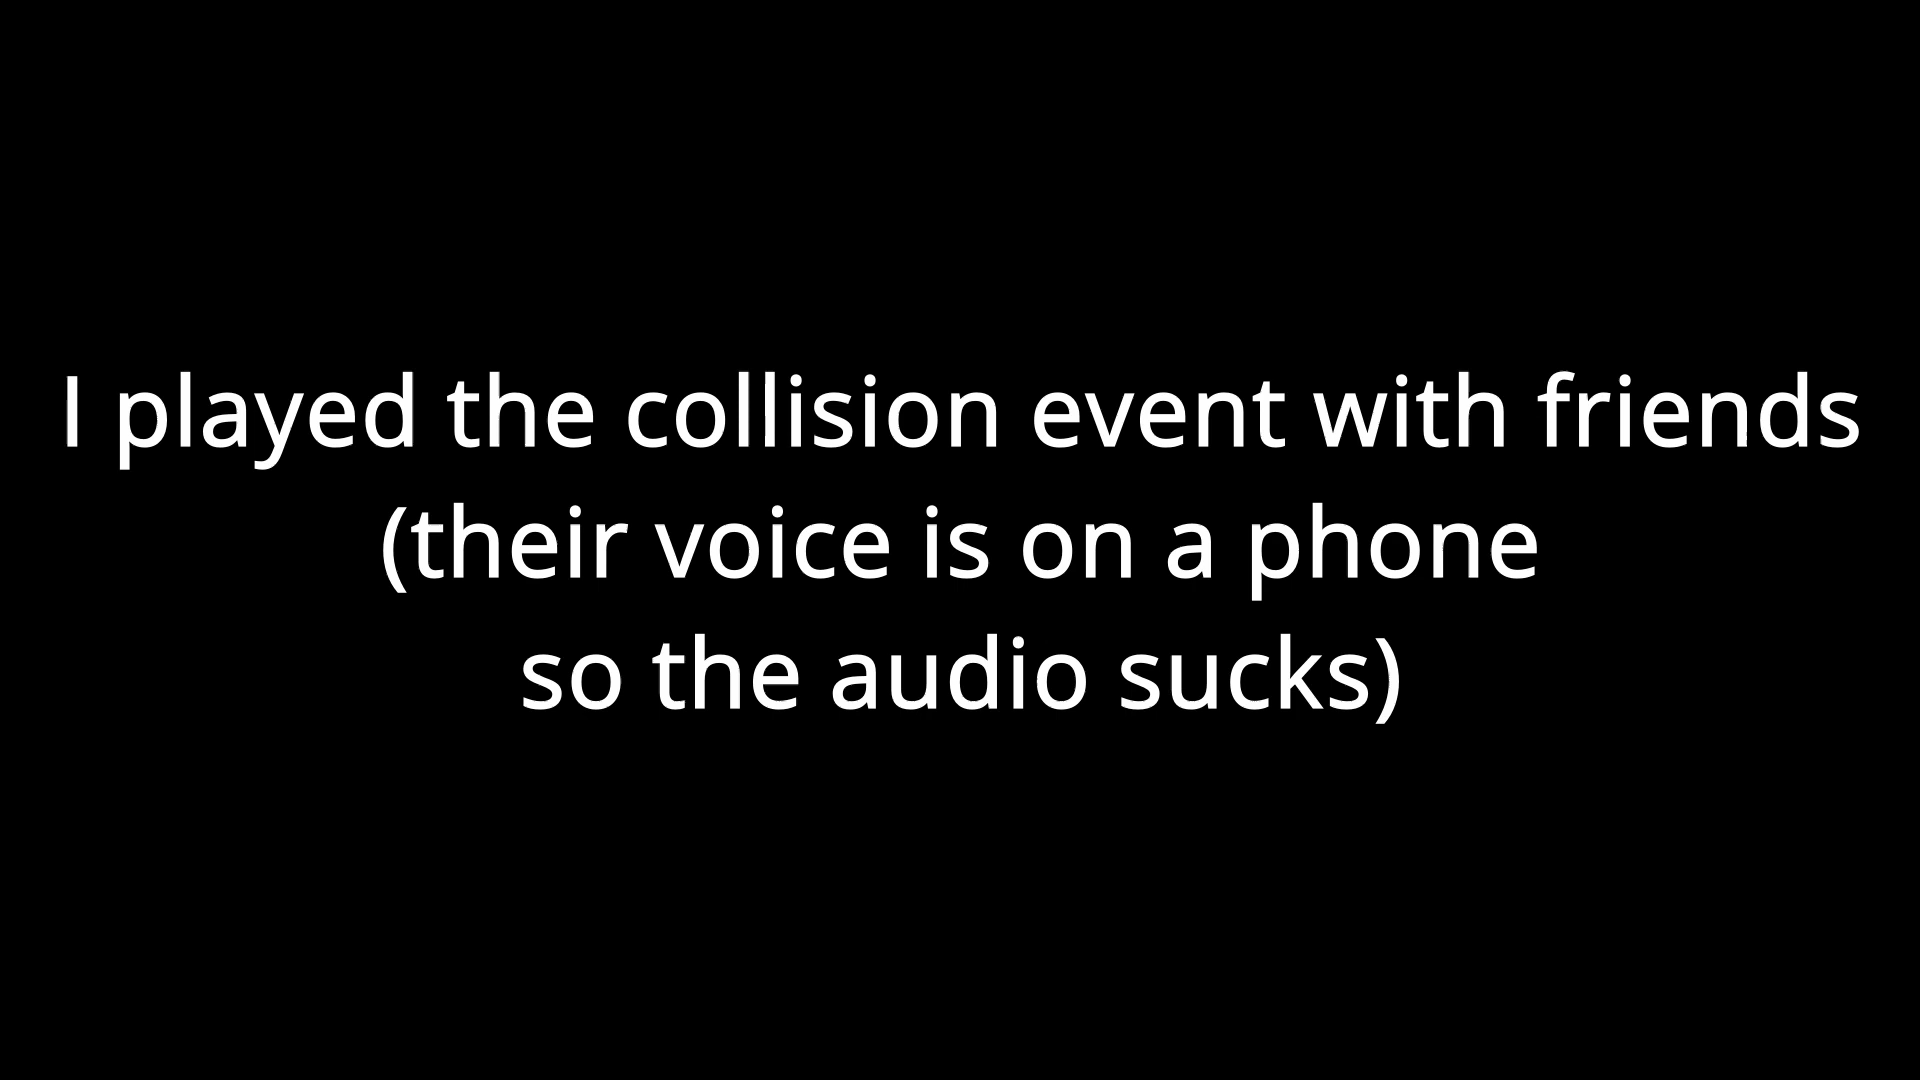 I played the collision event with friends
(their voice is on a phone
so the audio sucks)